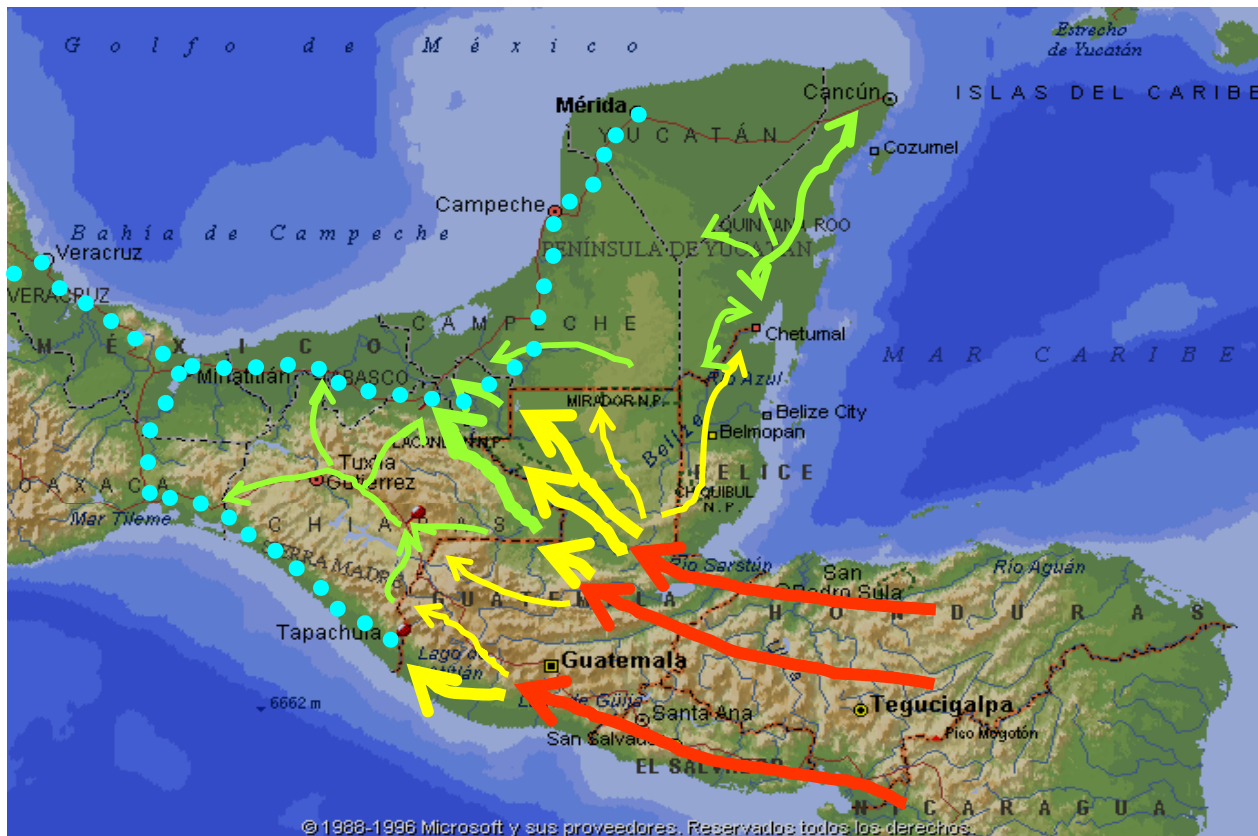 Golfo de México
Estrecho
de Yucatán
Cancún
ISLAS DEL CARIBE
Mérida
YUCATÁN
Cozumel
Campeche
QUINTANA ROO
Bahía de Campeche
PENÍNSULA DE YUCATÁN
Veracruz
VERACRUZ
CAMPECHE
Chetumal
MÉXICO
MAR CARIBE
Minatitlán
TABASCO
Río Azul
MIRADOR N.P.
Belize City
Belize
Belmopan
Tuxtla
Gutiérrez
BELICE
OAXACA
CHIQUIBUL
N.P.
Mar Tileme
CHIAPAS
SIERRA MADRE
Río Sarstún
San
Pedro Sula
Río Aguán
GUATEMALA
HONDURAS
Tapachula
Lago de
Guatemala
6662 m
Santa Ana
Tegucigalpa
Pico Mogotón
San Salvador
EL SALVADOR
NICARAGUA
© 1988-1996 Microsoft y sus proveedores. Reservados todos los derechos.